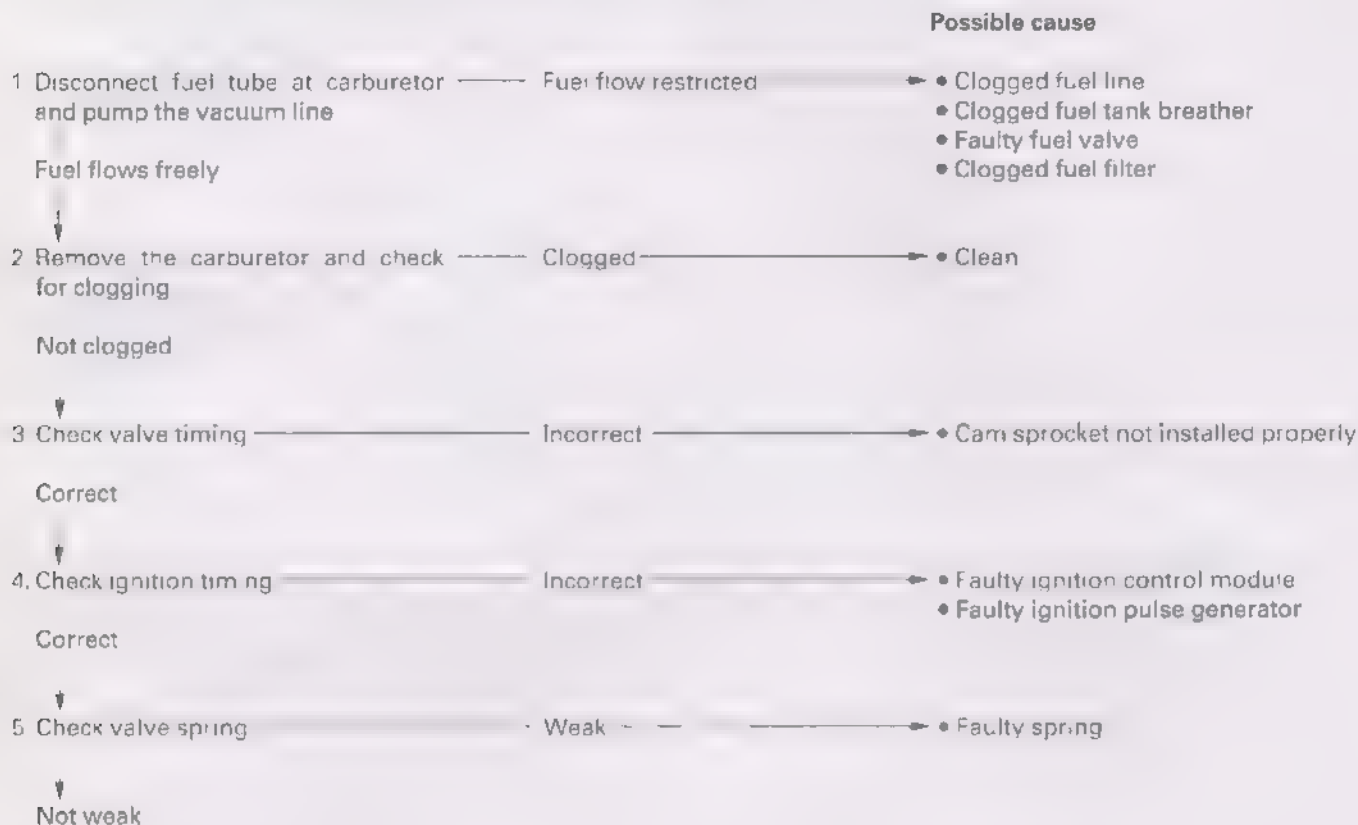 Possible cause
1 Disconnect fuel tube at carburetor Fuel flow restricted • Clogged fuel line
and pump the vacuum line • Clogged fuel tank breather
• Faulty fuel valve
Fuel flows freely • Clogged fuel filter
2 Remove the carburetor and check Clogged • Clean
for clogging
Not clogged
3 Check valve timing Incorrect • Cam sprocket not installed properly
Correct
4. Check ignition timing Incorrect • Faulty ignition control module
• Faulty ignition pulse generator
Correct
5 Check valve spring Weak • Faulty spring
Not weak